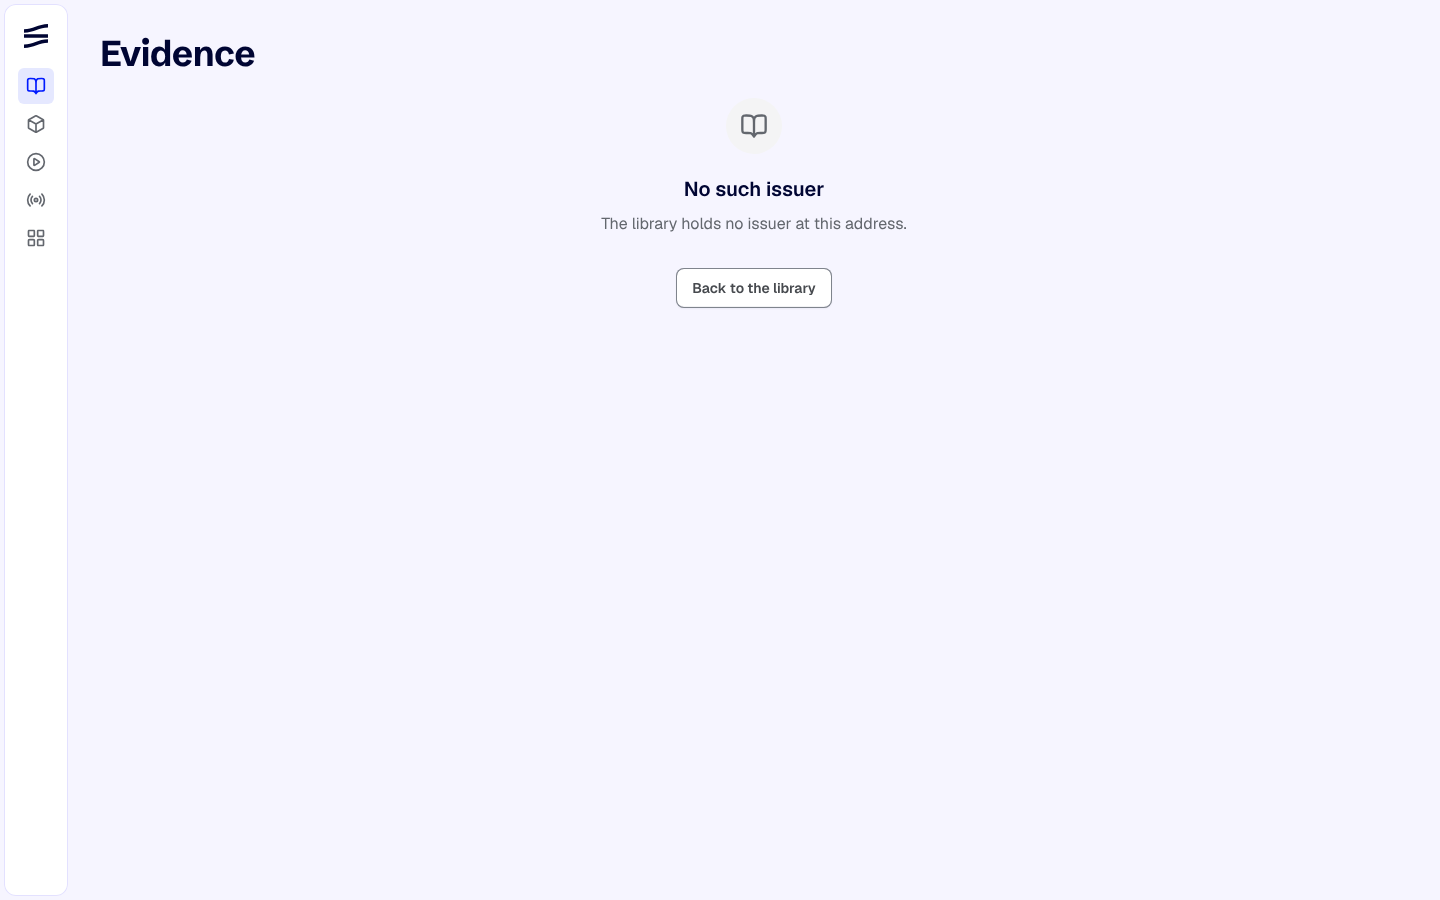 Evidence
No such issuer
The library holds no issuer at this address.
Back to the library